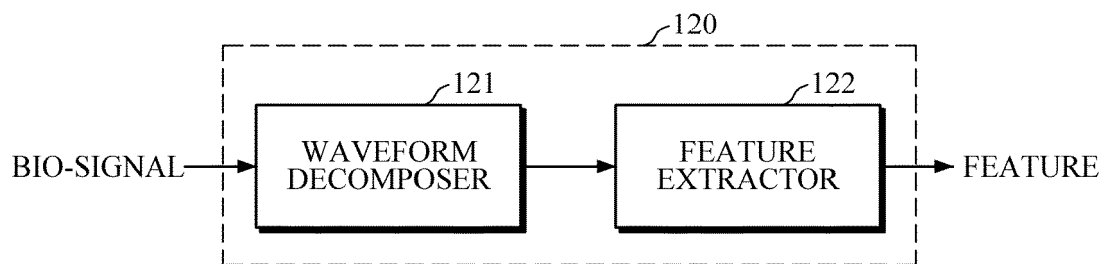 120
121
122
BIO-SIGNAL
WAVEFORM
DECOMPOSER
FEATURE
EXTRACTOR
FEATURE